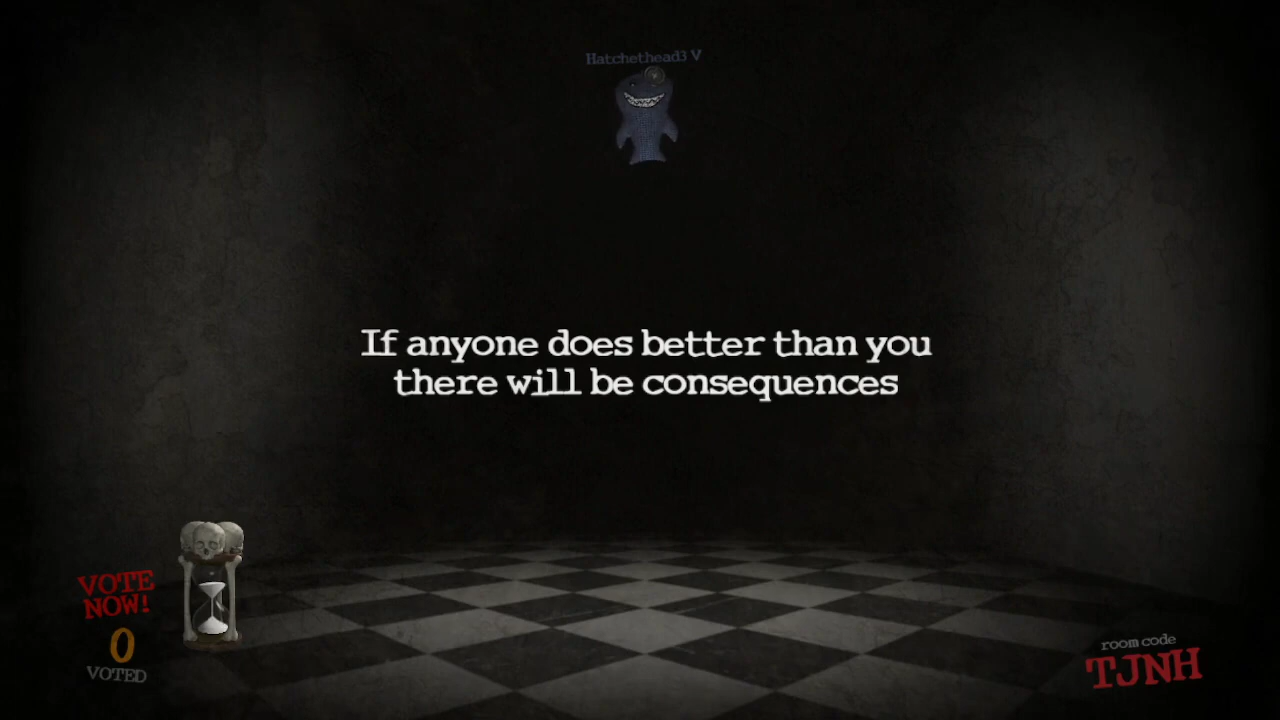 Hatchethead3 V
If anyone does better than you
there will be consequences
VOTE
NOW!
0
VOTED
room code
TJNH